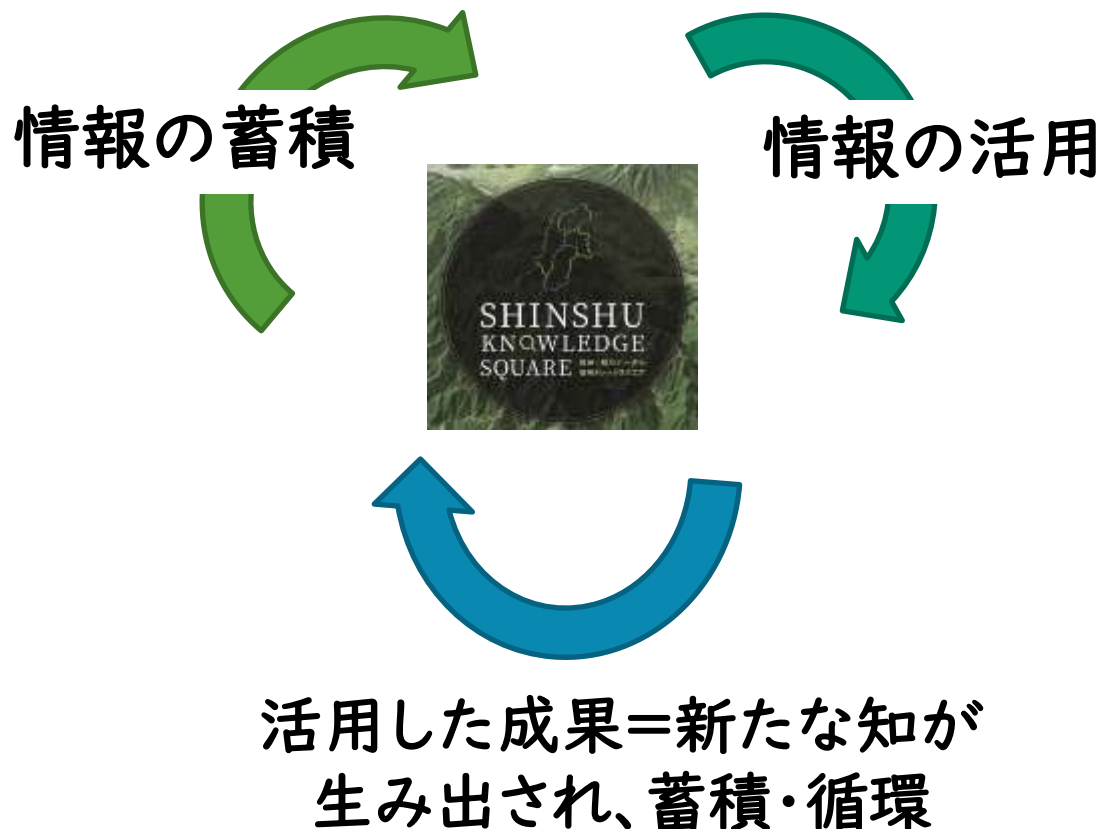 情報の蓄積
情報の活用
SHINSHU
KNOWLEDGE
SQUARE
活用した成果=新たな知が
生み出され、蓄積・循環